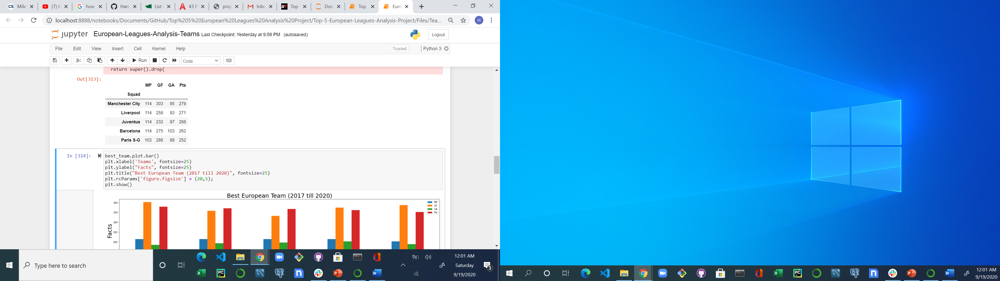 Mile
(7) H
how
Hany
List
43 P
proj
Inbo
Top-
Docu
Top
Euro
localhost:8888/notebooks/Documents/GitHub/Top%205%20European%20Leagues%20Analysis%20Project/Top-5-European-Leagues-Analysis-Project/Files/Tea...
H
jupyter European-Leagues-Analysis-Teams Last Checkpoint: Yesterday at 9:58 PM (autosaved)
Logout
File Edit View Insert Cell Kernel Help
Trusted
Python 3
Run
Code
return super().drop(
Out[313]:
MP GF GA Pts
Squad
Manchester City 114 303 85 279
Liverpool 114 258 93 271
Juventus 114 232 97 268
Barcelona 114 275 103 262
Paris S-G 103 288 88 252
In [314]:
best_team.plot.bar()
plt.xlabel('Teams', fontsize=25)
plt.ylabel("Facts", fontsize=25)
plt.title("Best European Team (2017 till 2020)", fontsize=25)
plt.rcParams['figure.figsize'] = (20,5);
plt.show()
Best European Team (2017 till 2020)
300
250
200
150
100
Facts
MP
GF
GA
Pts
Type here to search
12:01 AM
Saturday
9/19/2020
3
12:01 AM
9/19/2020